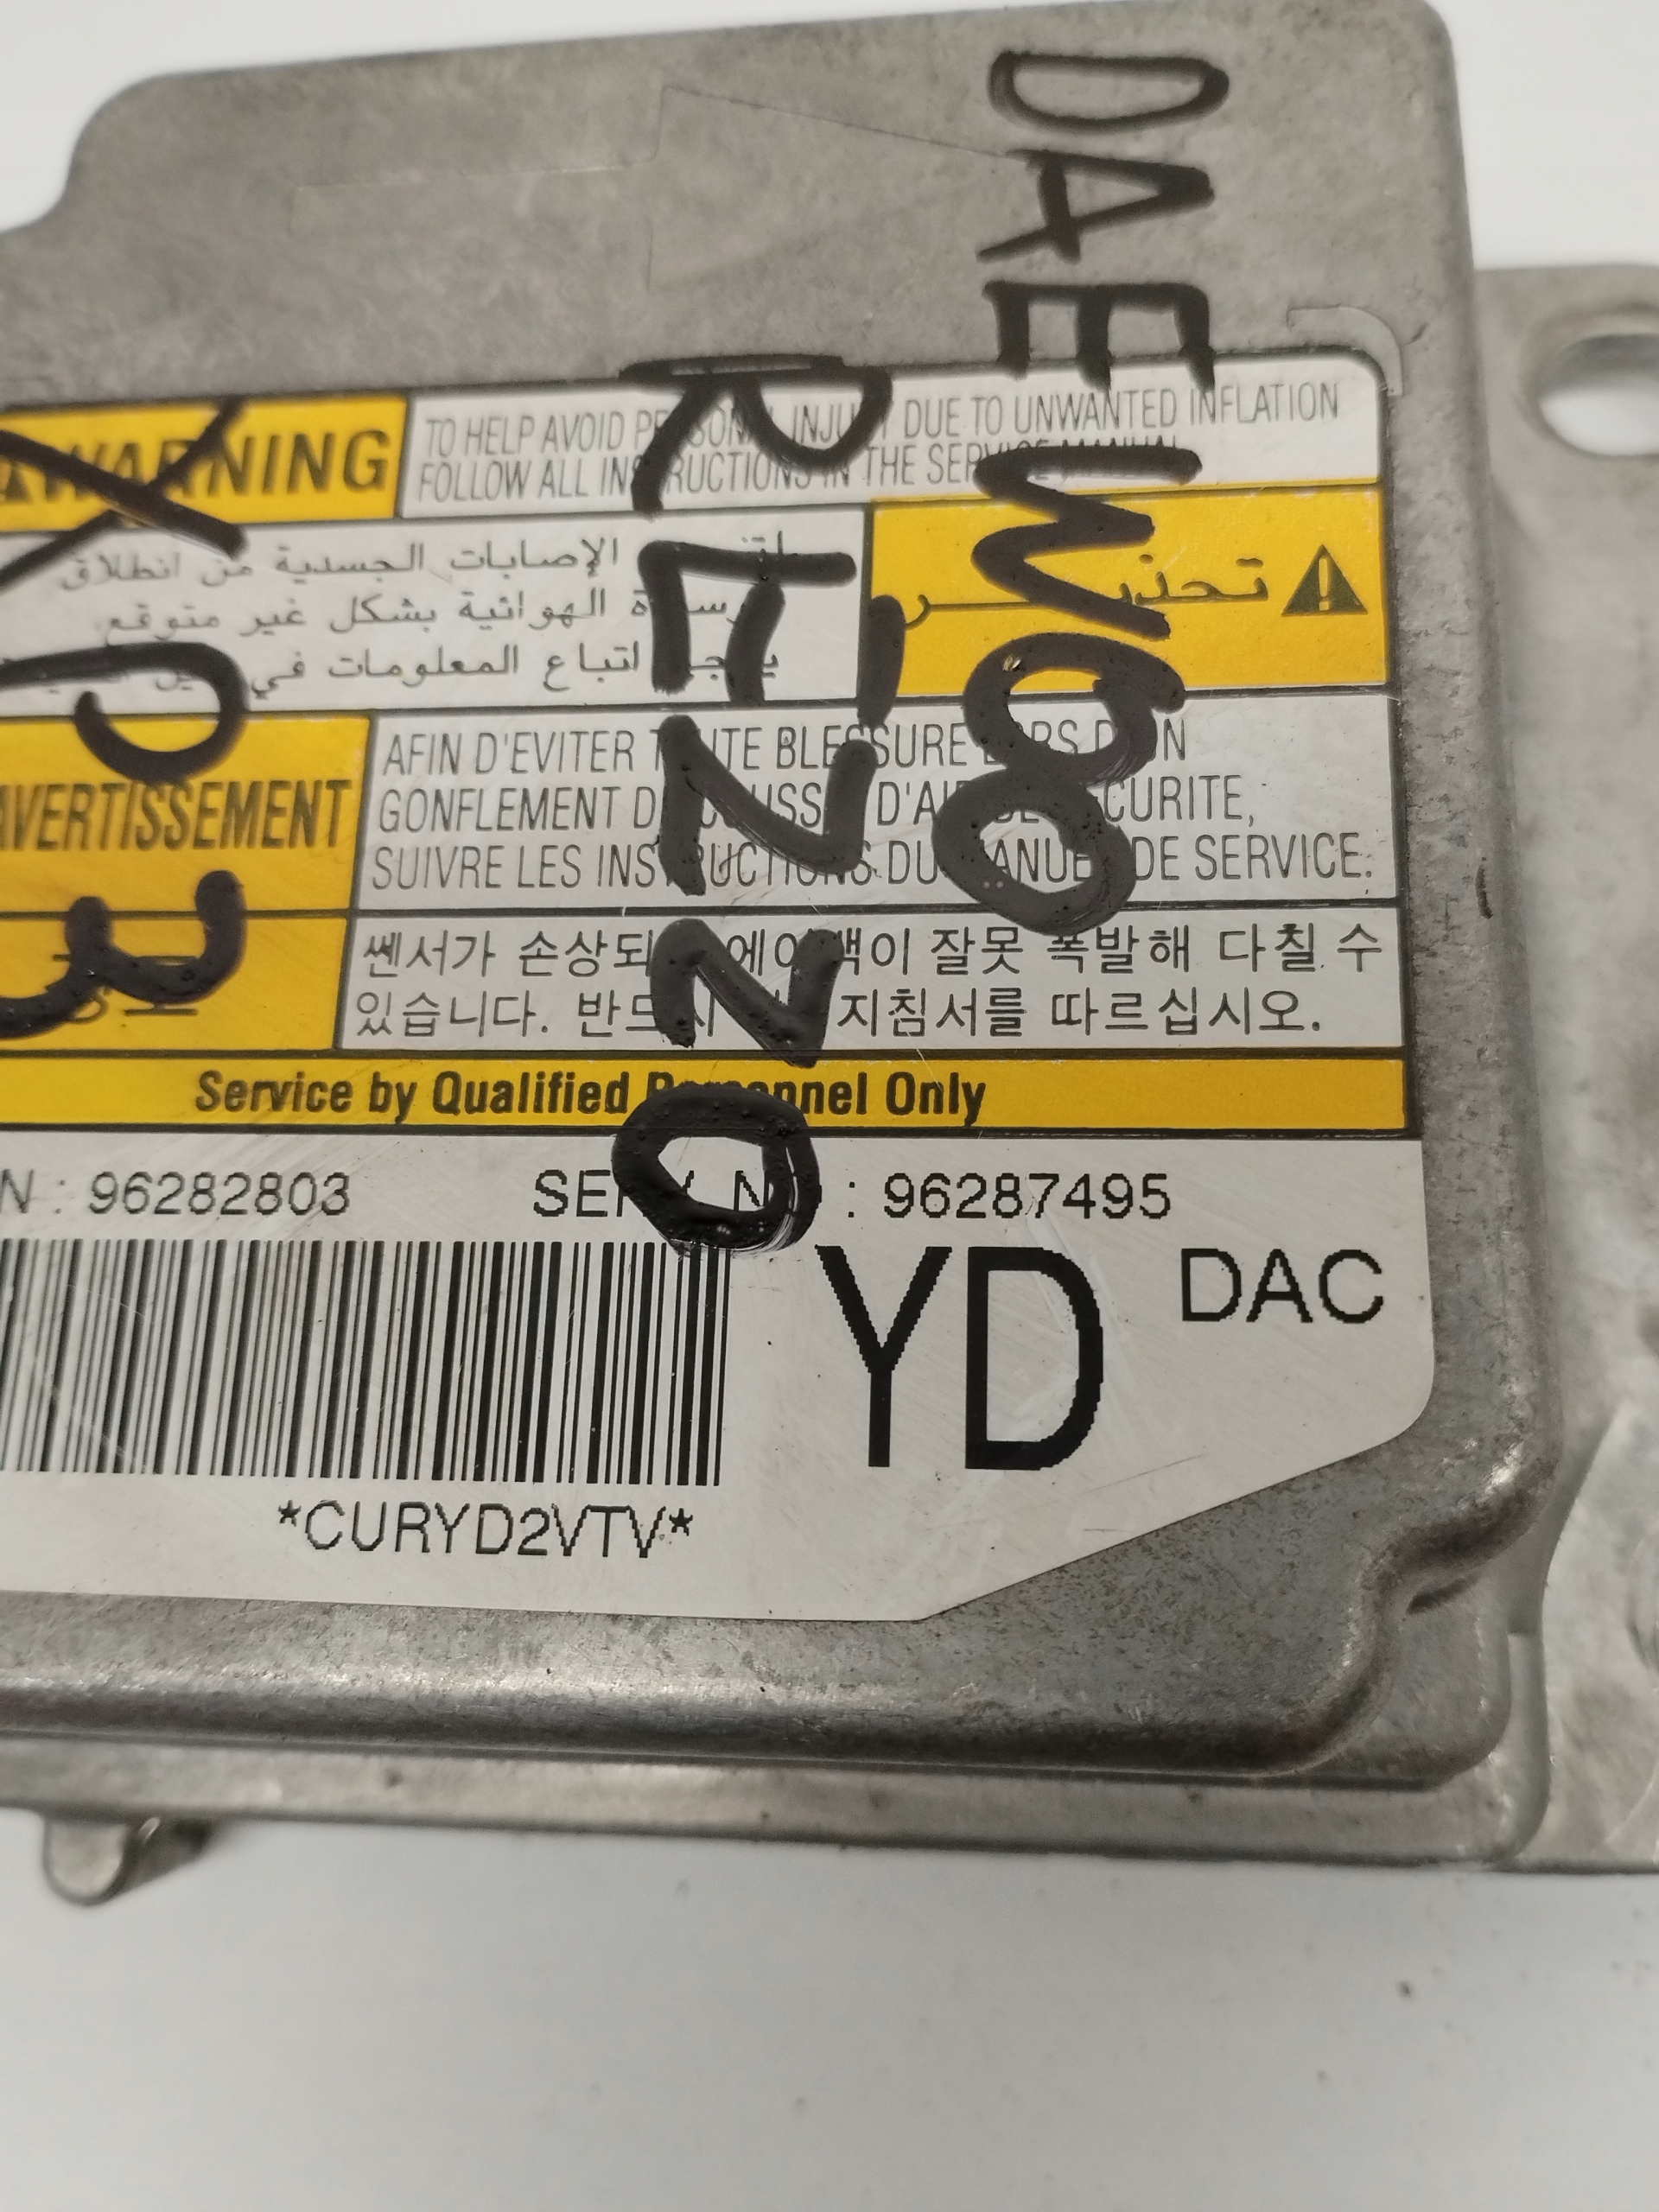 DAEWOO
REZZO
XP3
WARNING
TO HELP AVOID PERSONAL INJURY DUE TO UNWANTED INFLATION
FOLLOW ALL INSTRUCTIONS IN THE SERVICE MANUAL
تحذيـــر
الإصابات الجسدية من انطلاق
الهوائية بشكل غير متوقع.
اتباع المعلومات في
AVERTISSEMENT
AFIN D'EVITER TOUTE BLESSURE LORS D'UN
GONFLEMENT DU COUSSIN D'AIR DE SECURITE,
SUIVRE LES INSTRUCTIONS DU MANUEL DE SERVICE.
쎈서가 손상되 에어백이 잘못 폭발해 다칠 수
있습니다. 반드시 지침서를 따르십시오.
Service by Qualified Personnel Only
N : 96282803 SERV. NO : 96287495
YD DAC
*CURYD2VTV*